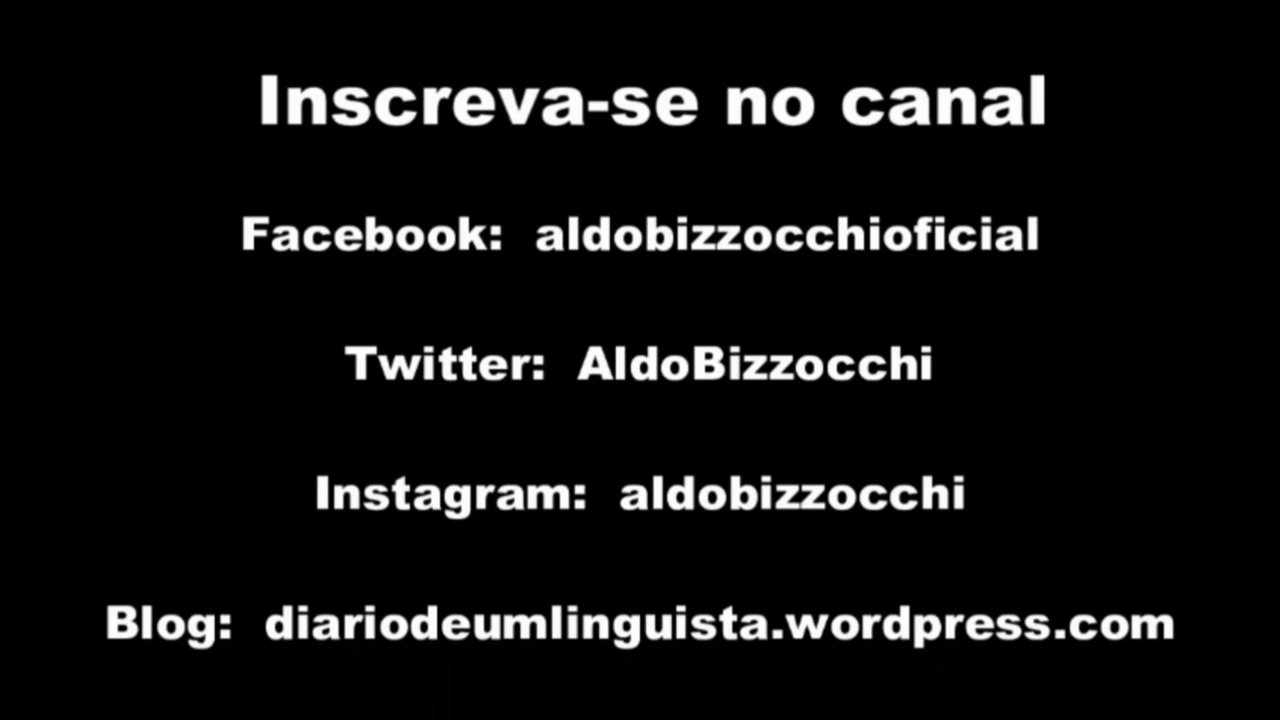 Inscreva-se no canal
Facebook: aldobizzocchioficial
Twitter: AldoBizzocchi
Instagram: aldobizzocchi
Blog: diariodeumlinguista.wordpress.com